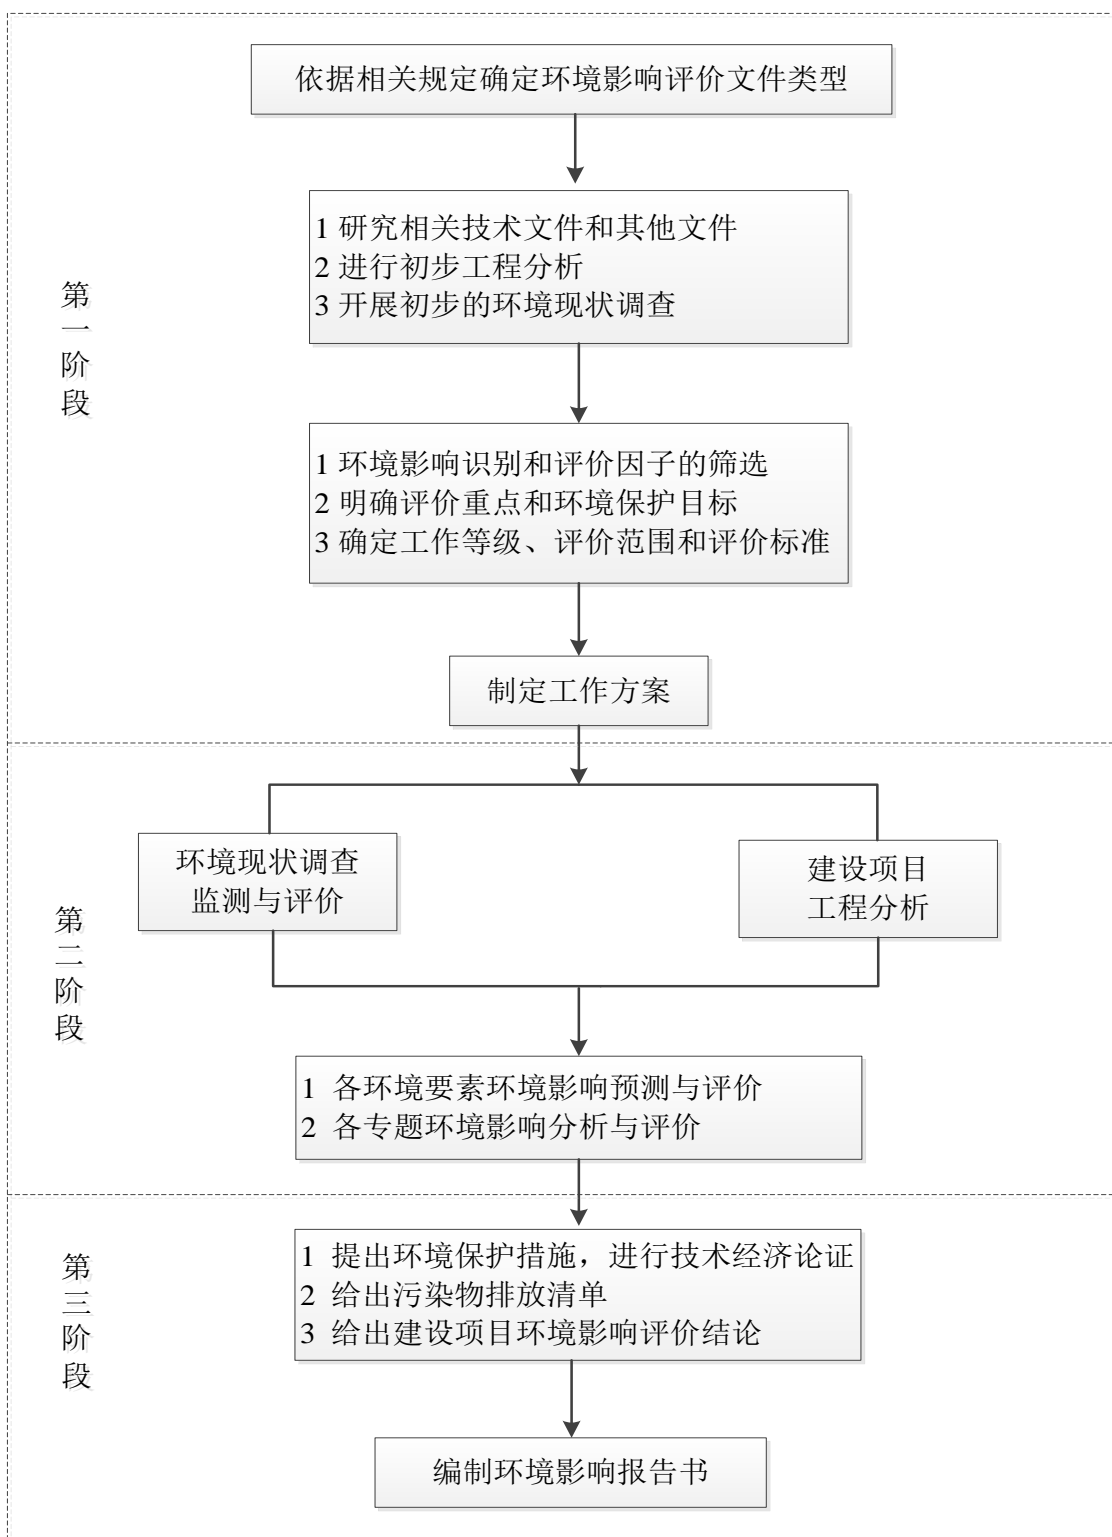 依据相关规定确定环境影响评价文件类型
1 研究相关技术文件和其他文件
2 进行初步工程分析
3 开展初步的环境现状调查
第一阶段
1 环境影响识别和评价因子的筛选
2 明确评价重点和环境保护目标
3 确定工作等级、评价范围和评价标准
制定工作方案
环境现状调查
监测与评价
建设项目
工程分析
第二阶段
1 各环境要素环境影响预测与评价
2 各专题环境影响分析与评价
第三阶段
1 提出环境保护措施，进行技术经济论证
2 给出污染物排放清单
3 给出建设项目环境影响评价结论
编制环境影响报告书